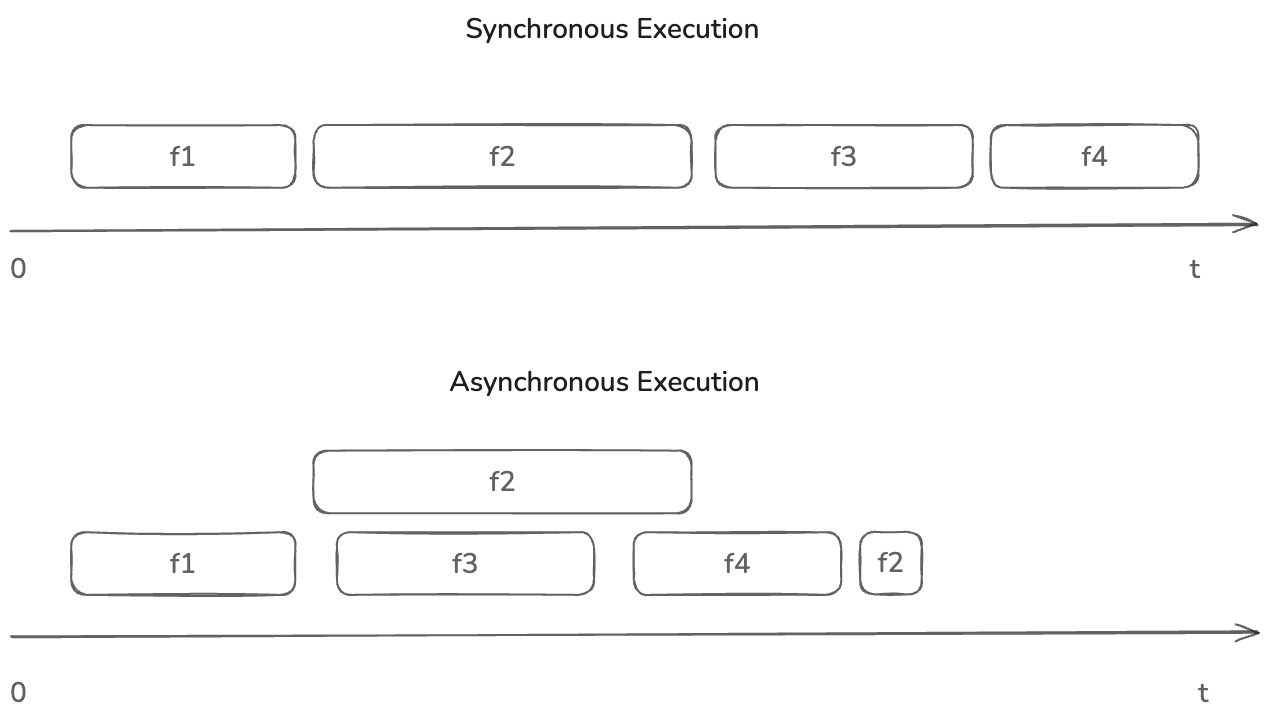 Synchronous Execution
f1 f2 f3 f4
0 t
Asynchronous Execution
f2
f1 f3 f4 f2
0 t